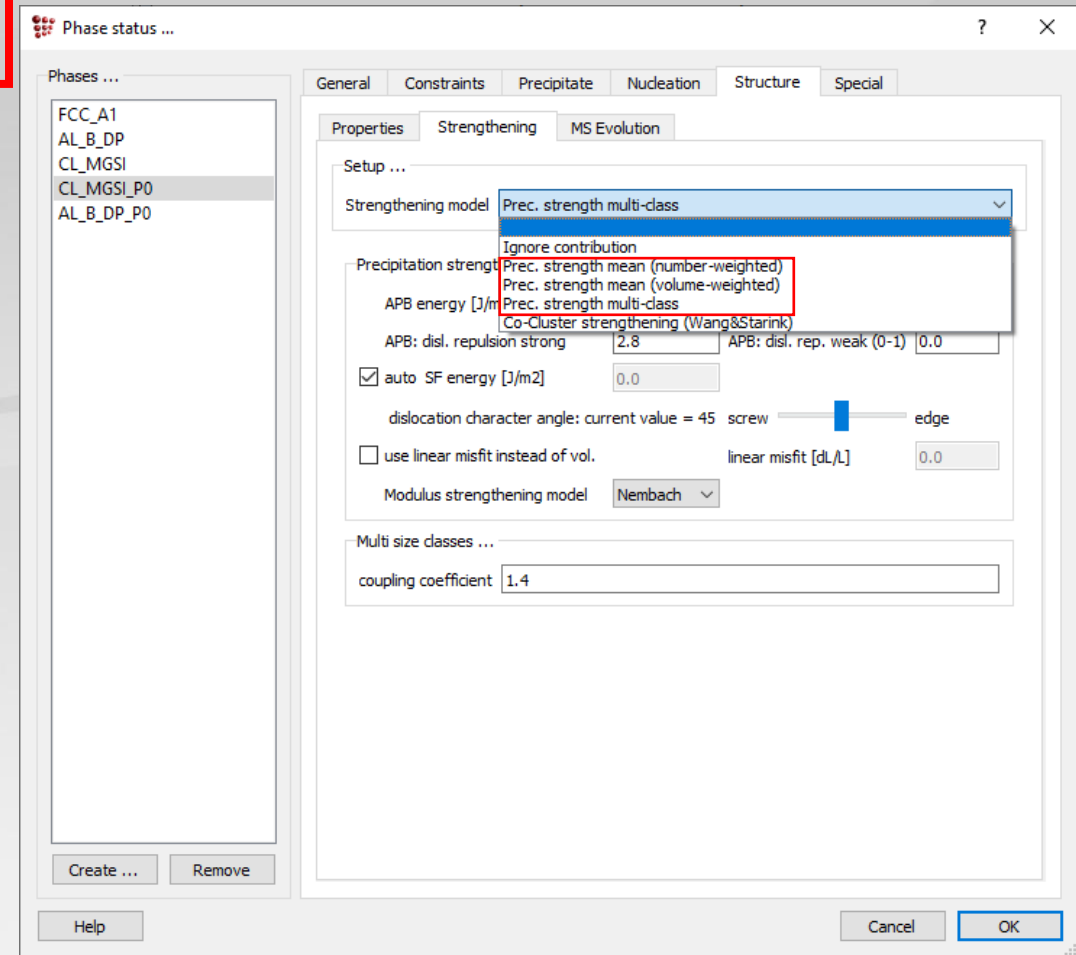 Phase status ...
?
Phases ...
FCC_A1
AL_B_DP
CL_MGSI
CL_MGSI_P0
AL_B_DP_P0
Create ...
Remove
General
Constraints
Precipitate
Nucleation
Structure
Special
Properties
Strengthening
MS Evolution
Setup ...
Strengthening model
Prec. strength multi-class
Ignore contribution
Prec. strength mean (number-weighted)
Prec. strength mean (volume-weighted)
Prec. strength multi-class
Co-Cluster strengthening (Wang&Starink)
APB energy
APB: disl. repulsion strong 2.8 APB: disl. rep. weak (0-1) 0.0
auto SF energy [J/m2] 0.0
dislocation character angle: current value = 45 screw edge
use linear misfit instead of vol. linear misfit [dL/L] 0.0
Modulus strengthening model Nembach
Multi size classes ...
coupling coefficient 1.4
Help
Cancel
OK